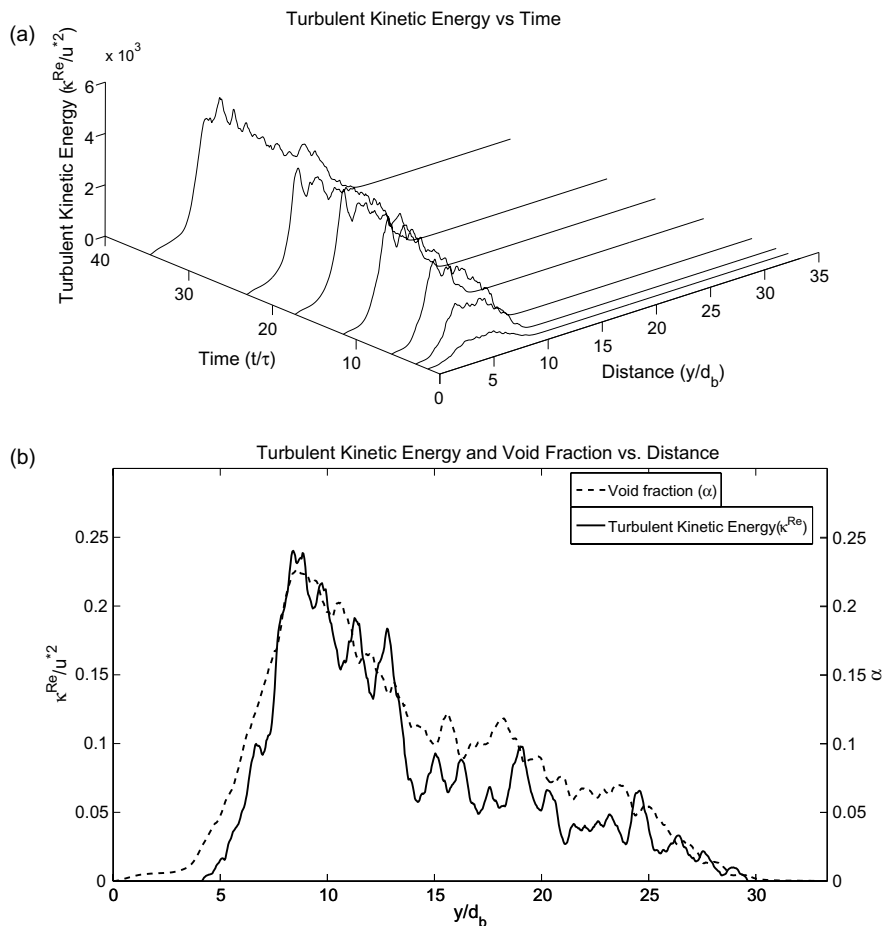 (a)
Turbulent Kinetic Energy vs Time
x 10^3
Turbulent Kinetic Energy (κ^Re/u*^2)
6
4
2
0
40
30
20
10
0
Time (t/τ)
5
10
15
20
25
30
35
Distance (y/d_b)
(b)
Turbulent Kinetic Energy and Void Fraction vs. Distance
Void fraction (α)
Turbulent Kinetic Energy(κ^Re)
0.25
0.2
0.15
0.1
0.05
0
κ^Re/u*^2
0.25
0.2
0.15
0.1
0.05
0
α
0
5
10
15
20
25
30
y/d_b